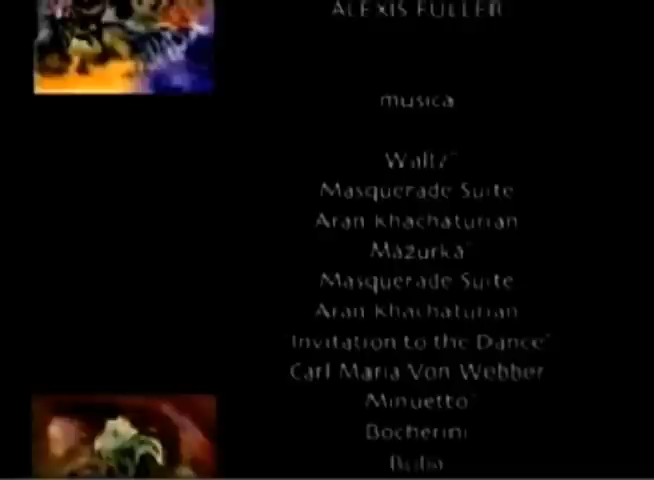 ALEXIS FULLER
musica
Waltz"
Masquerade Suite
Aran Khachaturian
Mazurka"
Masquerade Suite
Aran Khachaturian
Invitation to the Dance"
Carl Maria Von Webber
Minuetto"
Bocherini